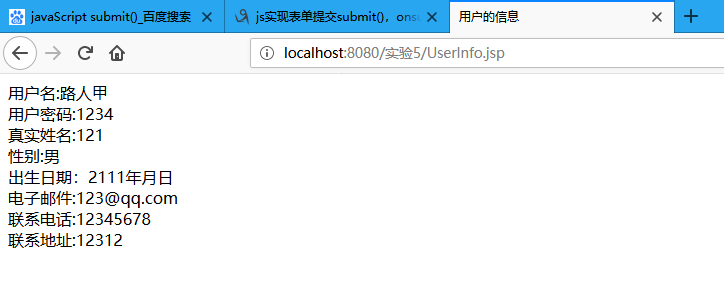 javaScript submit()_百度搜索
js实现表单提交submit()，ons
用户的信息
localhost:8080/实验5/UserInfo.jsp
用户名:路人甲
用户密码:1234
真实姓名:121
性别:男
出生日期：2111年月日
电子邮件:123@qq.com
联系电话:12345678
联系地址:12312